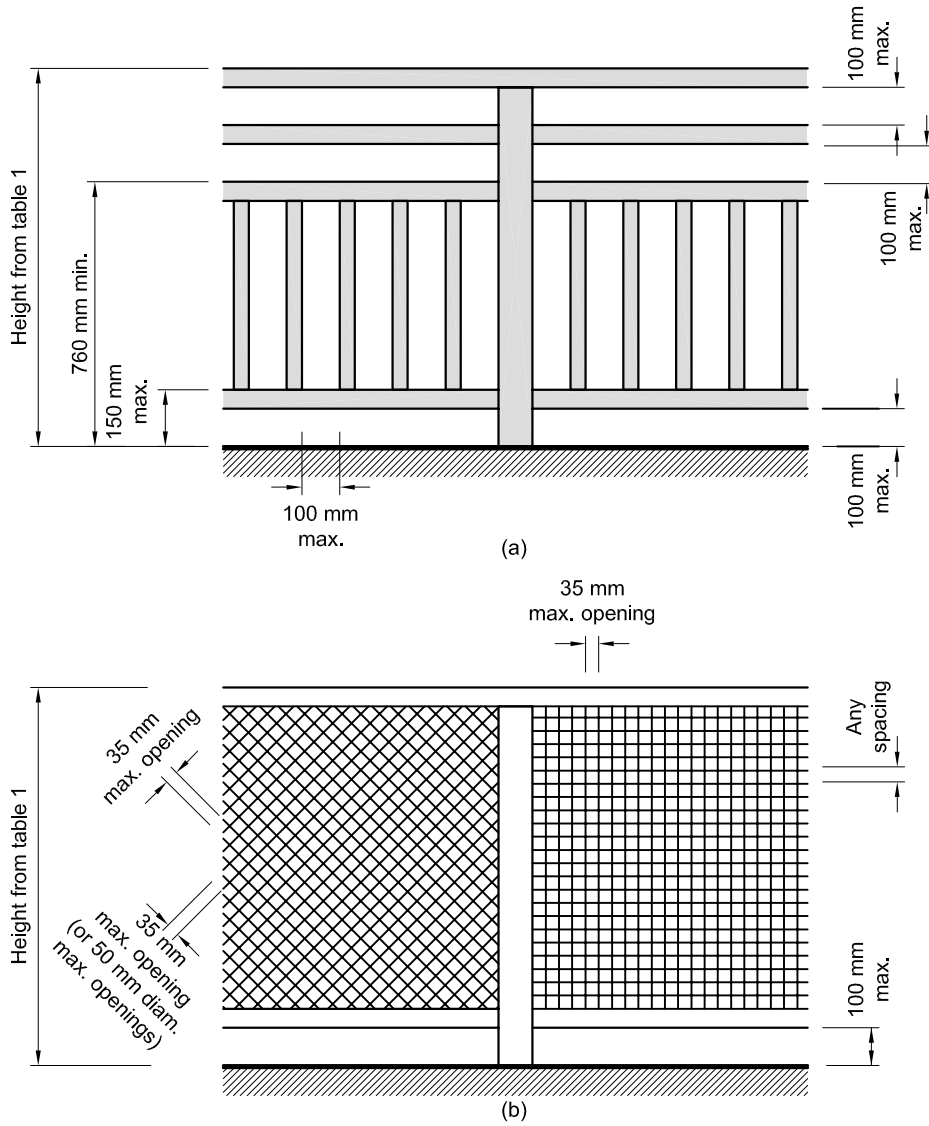 100 mm
max.
Height from table 1
760 mm min.
150 mm
max.
100 mm
max.
100 mm
max.
100 mm
max.
(a)
35 mm
max. opening
35 mm
max. opening
Any
spacing
Height from table 1
35 mm
max. opening
(or 50 mm diam.
max. openings)
100 mm
max.
(b)